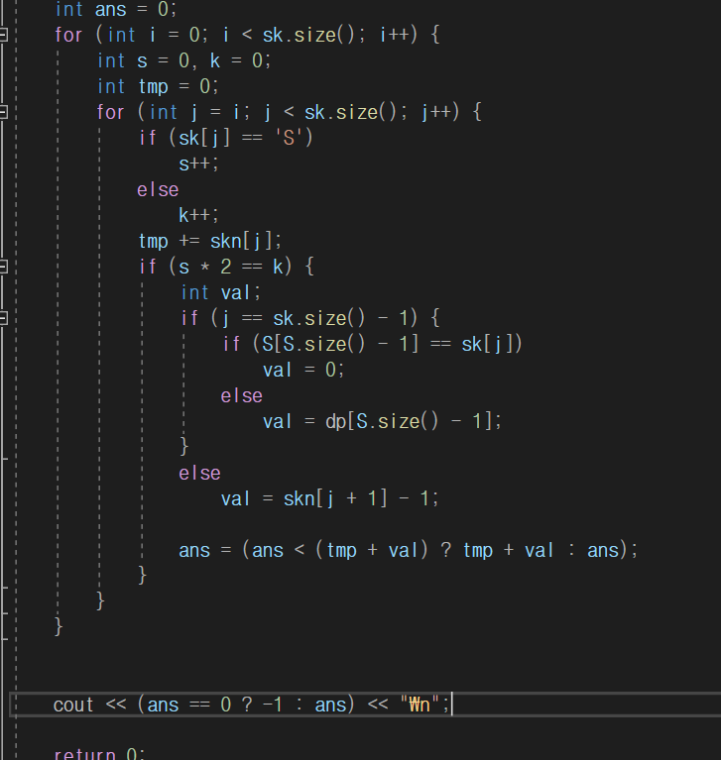 int ans = 0;
for (int i = 0; i < sk.size(); i++) {
int s = 0, k = 0;
int tmp = 0;
for (int j = i; j < sk.size(); j++) {
if (sk[j] == 'S')
s++;
else
k++;
tmp += skn[j];
if (s * 2 == k) {
int val;
if (j == sk.size() - 1) {
if (S[S.size() - 1] == sk[j])
val = 0;
else
val = dp[S.size() - 1];
}
else
val = skn[j + 1] - 1;
ans = (ans < (tmp + val) ? tmp + val : ans);
}
}
}
cout << (ans == 0 ? -1 : ans) << "₩n";
return 0;